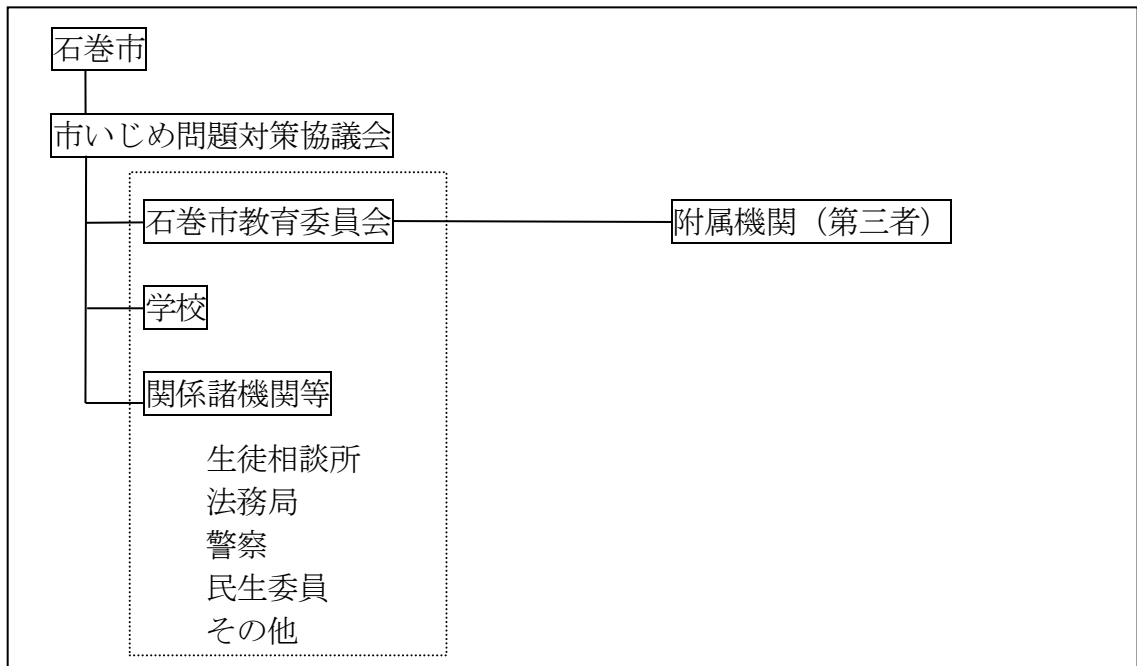 石巻市
市いじめ問題対策協議会
石巻市教育委員会
附属機関（第三者）
学校
関係諸機関等
生徒相談所
法務局
警察
民生委員
その他